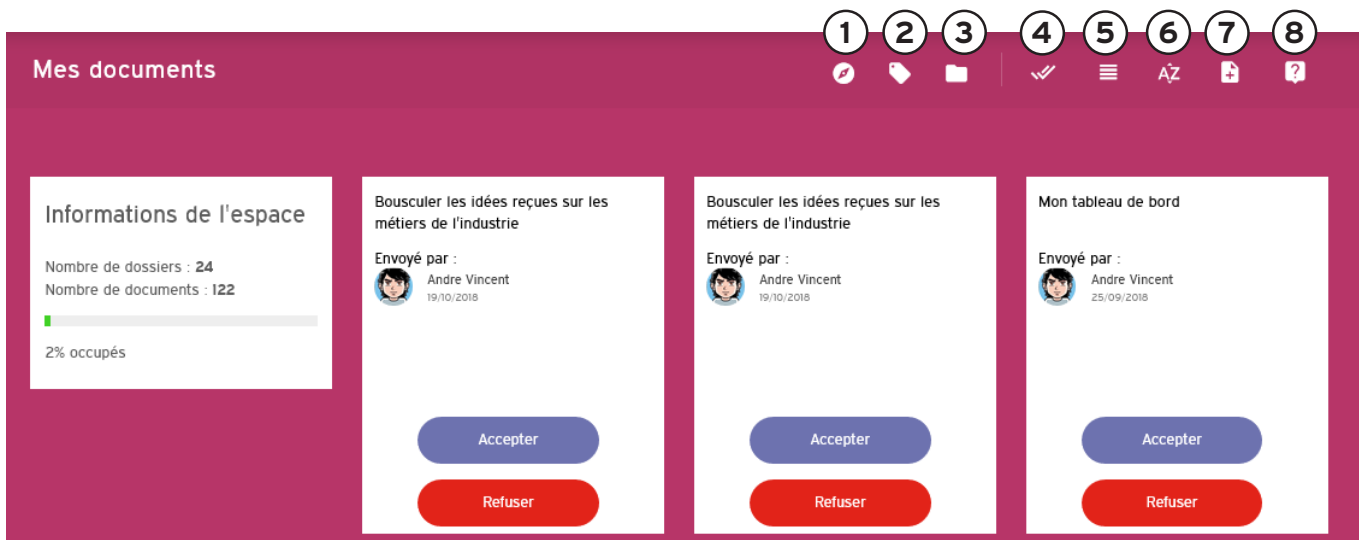 1 2 3 4 5 6 7 8
Mes documents
AZ
?
Informations de l'espace
Nombre de dossiers : 24
Nombre de documents : 122
2% occupés
Bousculer les idées reçues sur les
métiers de l'industrie
Envoyé par :
Andre Vincent
19/10/2018
Accepter
Refuser
Bousculer les idées reçues sur les
métiers de l'industrie
Envoyé par :
Andre Vincent
19/10/2018
Accepter
Refuser
Mon tableau de bord
Envoyé par :
Andre Vincent
25/09/2018
Accepter
Refuser